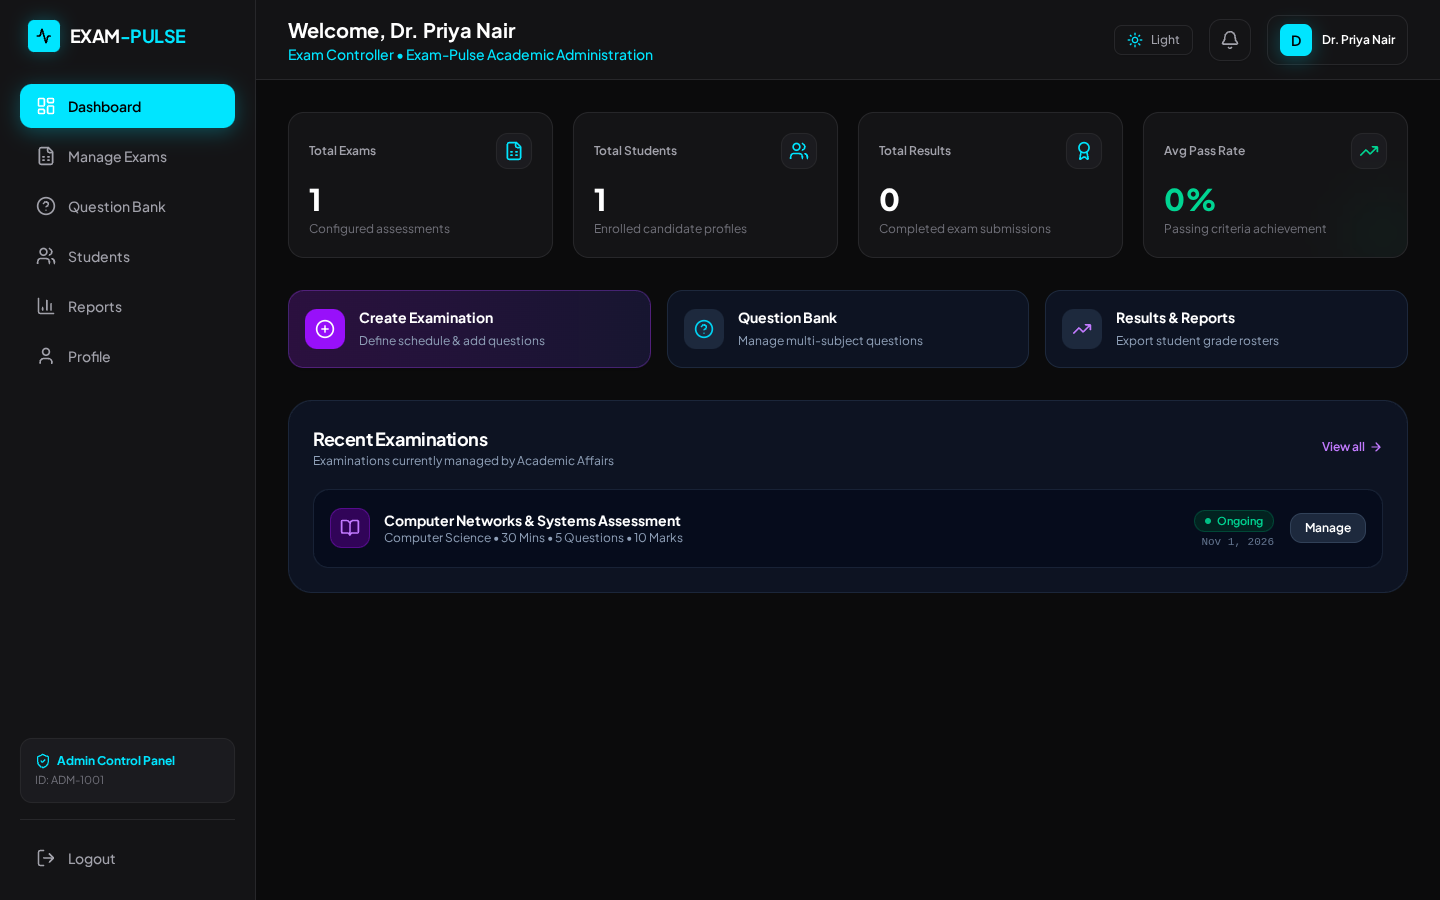 EXAM-PULSE
Dashboard
Manage Exams
Question Bank
Students
Reports
Profile
Admin Control Panel
ID: ADM-1001
Logout
Welcome, Dr. Priya Nair
Exam Controller • Exam-Pulse Academic Administration
Light
D
Dr. Priya Nair
Total Exams
1
Configured assessments
Total Students
1
Enrolled candidate profiles
Total Results
0
Completed exam submissions
Avg Pass Rate
0%
Passing criteria achievement
Create Examination
Define schedule & add questions
Question Bank
Manage multi-subject questions
Results & Reports
Export student grade rosters
Recent Examinations
Examinations currently managed by Academic Affairs
View all →
Computer Networks & Systems Assessment
Computer Science • 30 Mins • 5 Questions • 10 Marks
Ongoing
Nov 1, 2026
Manage